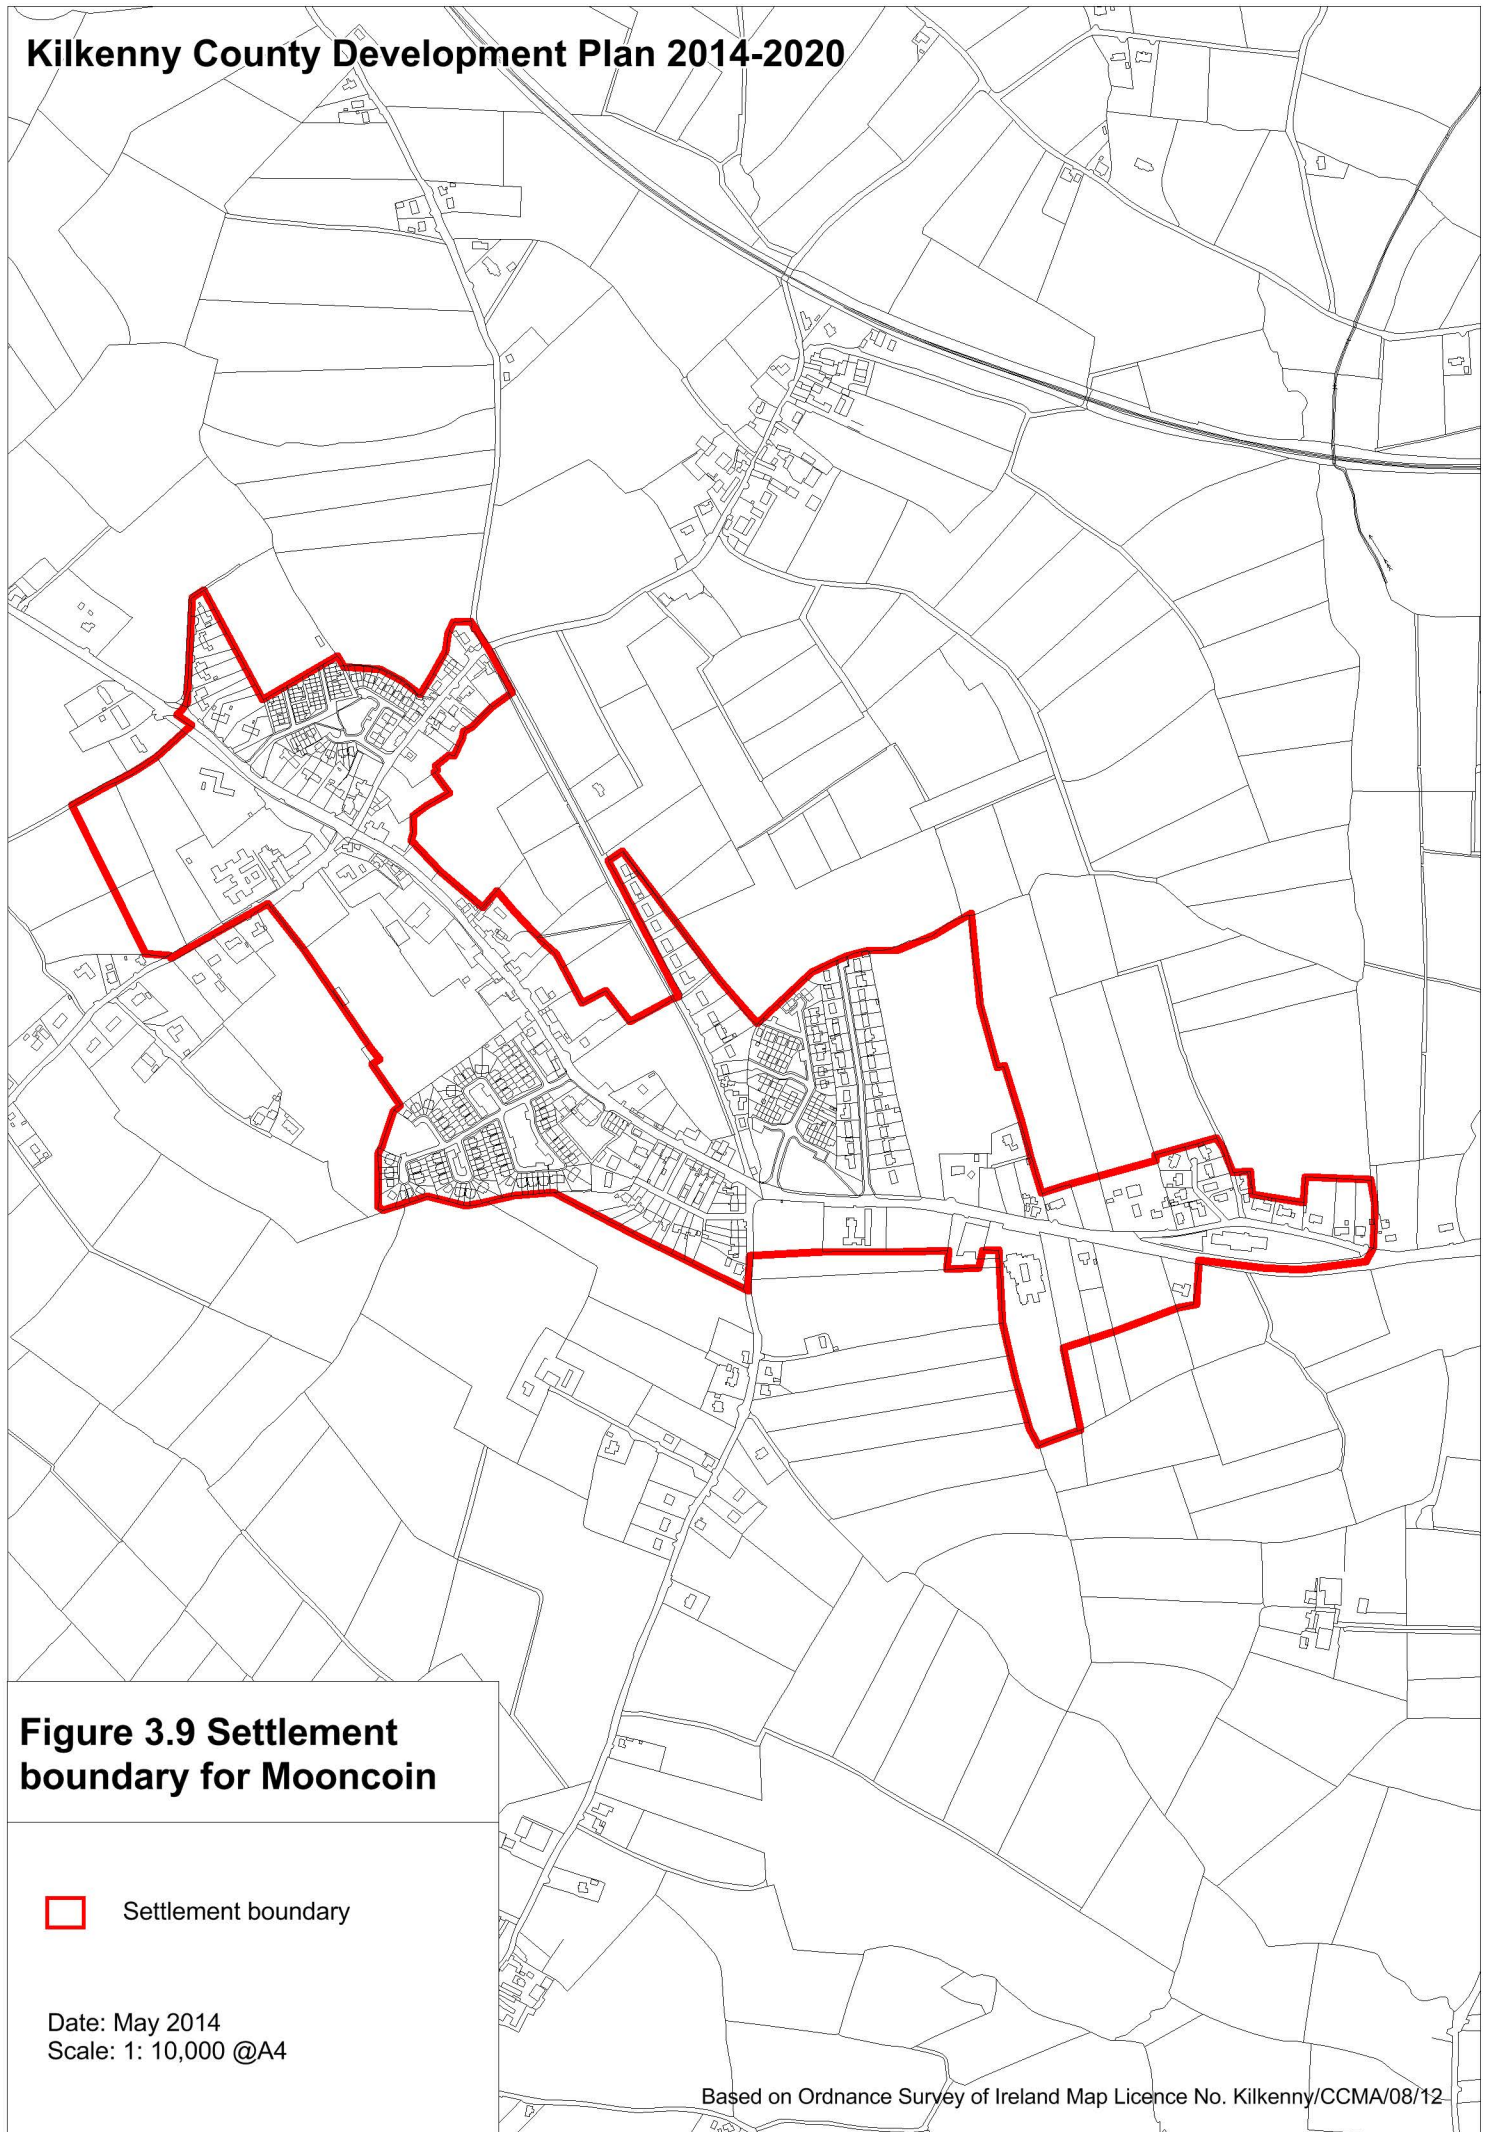 Kilkenny County Development Plan 2014-2020
Figure 3.9 Settlement
boundary for Mooncoin
Settlement boundary
Date: May 2014
Scale: 1: 10,000 @A4
Based on Ordnance Survey of Ireland Map Licence No. Kilkenny/CCMA/08/12